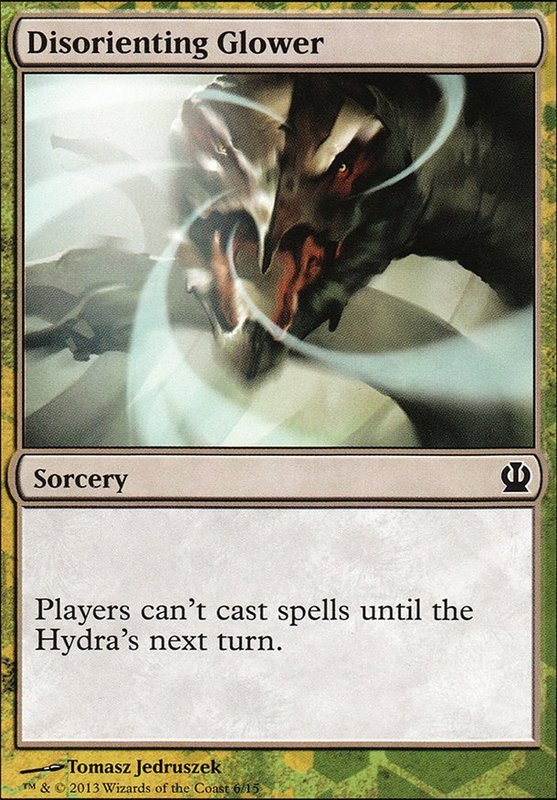 Disorienting Glower
Sorcery
Players can't cast spells until the
Hydra's next turn.
Tomasz Jedruszek
™ & © 2013 Wizards of the Coast 6/15